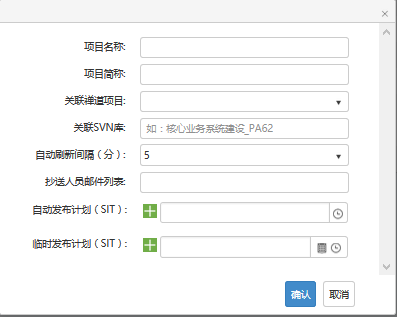 项目名称:
项目简称:
关联禅道项目:
关联SVN库: 如：核心业务系统建设_PA62
自动刷新间隔（分）: 5
抄送人员邮件列表:
自动发布计划（SIT）:
临时发布计划（SIT）:
确认 取消